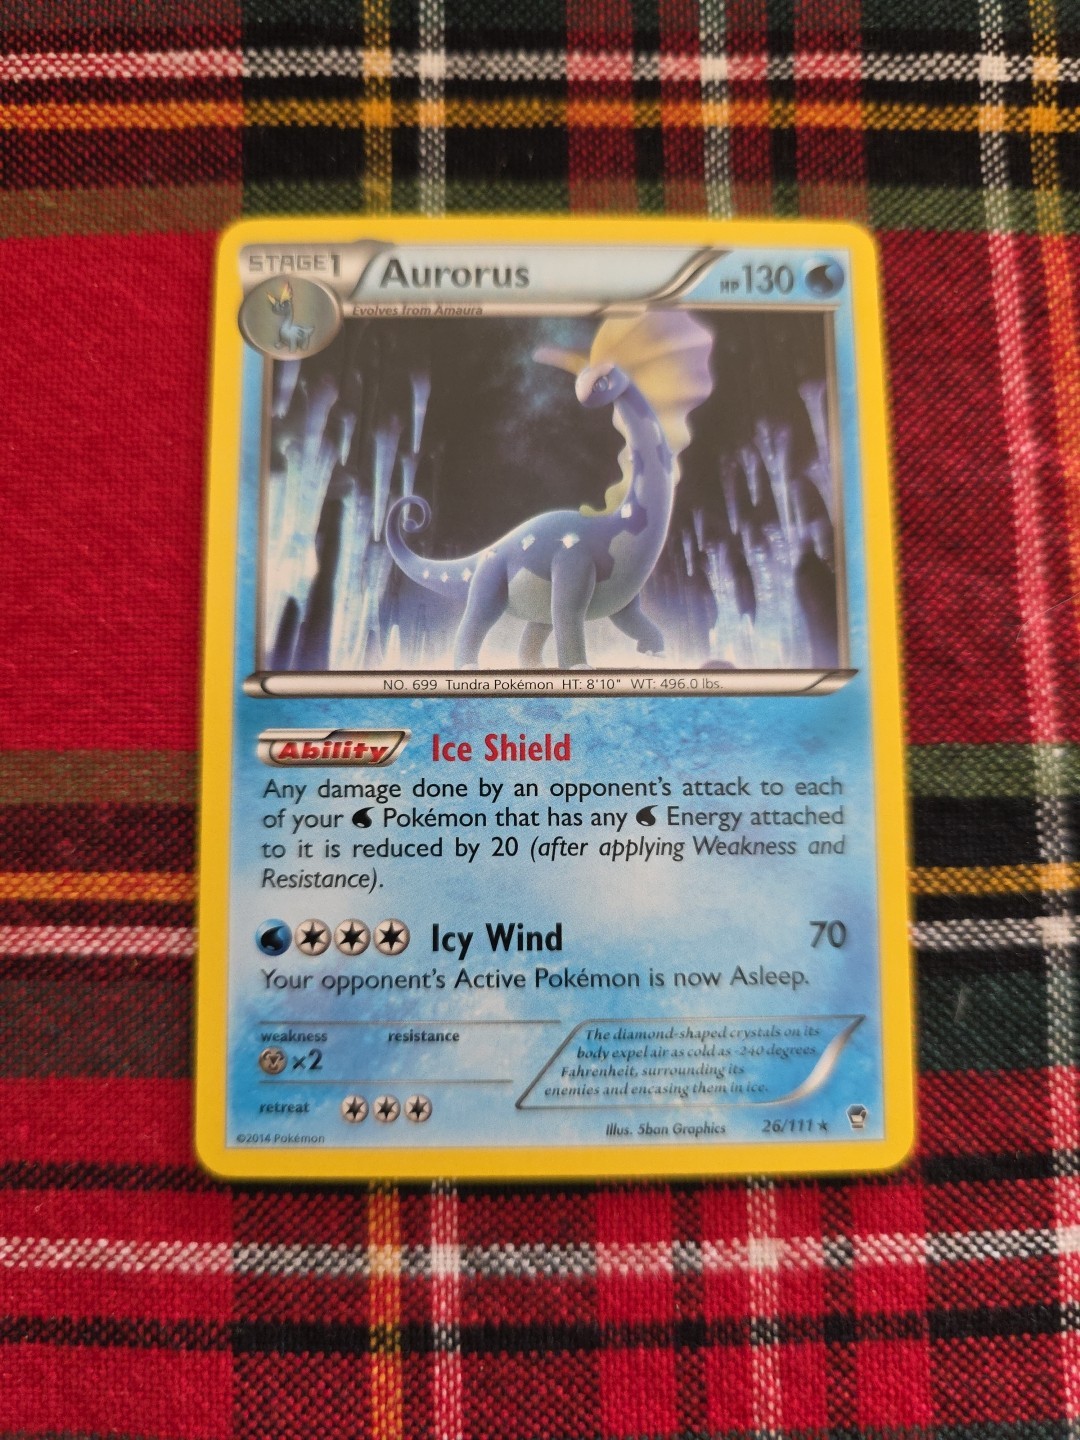 STAGE1 Aurorus HP130
Evolves from Amaura
NO. 699 Tundra Pokémon HT: 8'10" WT: 496.0 lbs.
Ability Ice Shield
Any damage done by an opponent's attack to each
of your Pokémon that has any Energy attached
to it is reduced by 20 (after applying Weakness and
Resistance).
Icy Wind 70
Your opponent's Active Pokémon is now Asleep.
weakness resistance
×2
The diamond-shaped crystals on its
body expel air as cold as -240 degrees
Fahrenheit, surrounding its
enemies and encasing them in ice.
retreat
Illus. 5ban Graphics 26/111 ★
©2014 Pokémon